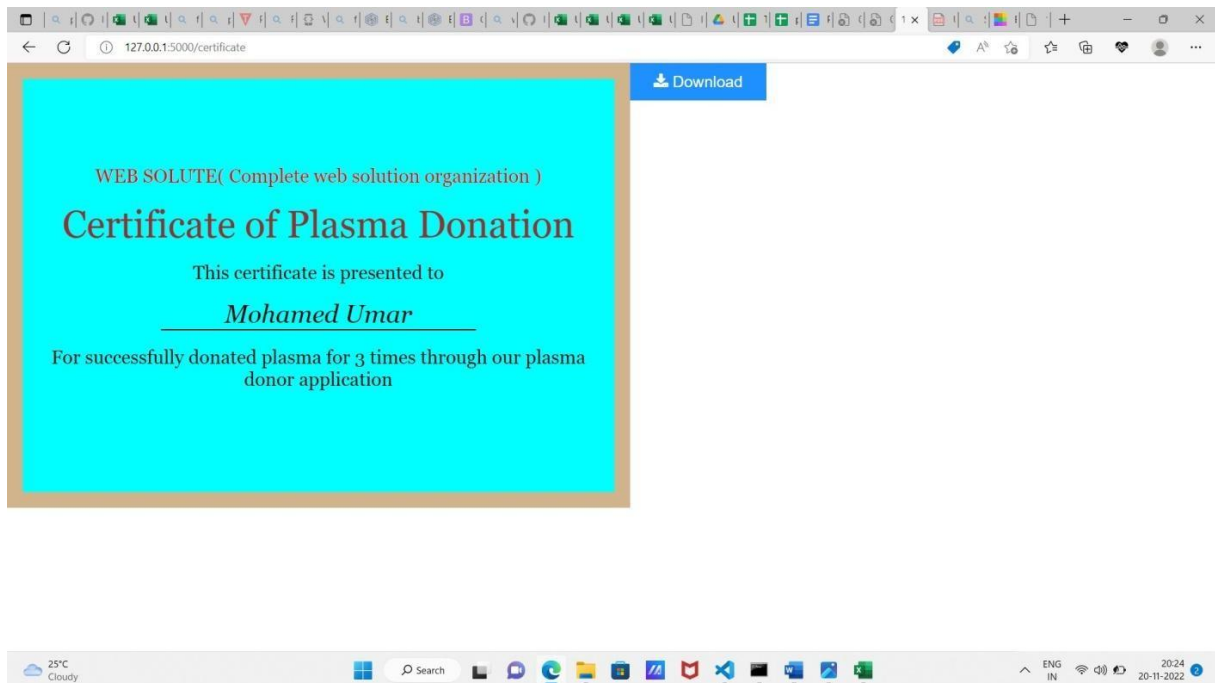 127.0.0.1:5000/certificate
Download
WEB SOLUTE( Complete web solution organization )
Certificate of Plasma Donation
This certificate is presented to
Mohamed Umar
For successfully donated plasma for 3 times through our plasma
donor application
25°C
Cloudy
Search
ENG
IN
20:24
20-11-2022
2